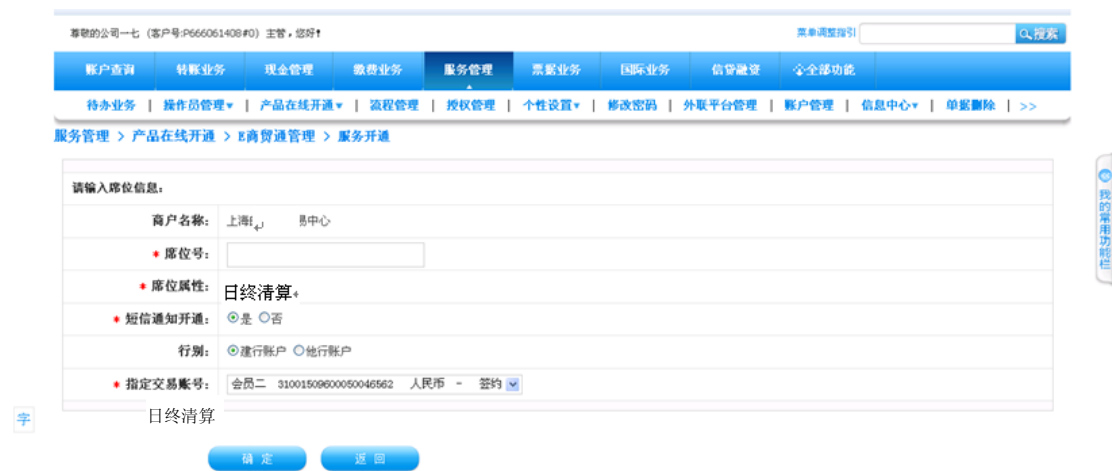 尊敬的公司一七 (客户号:P666061408#0) 主管,您好!
菜单调整指引 搜索
账户查询 转账业务 现金管理 缴费业务 服务管理 票据业务 国际业务 信贷融资 全部功能
待办业务 | 操作员管理▼ | 产品在线开通▼ | 流程管理 | 授权管理 | 个性设置▼ | 修改密码 | 外联平台管理 | 账户管理 | 信息中心▼ | 单据删除 | >>
服务管理 > 产品在线开通 > E商贸通管理 > 服务开通
请输入席位信息:
商户名称: 上海 易中心
* 席位号:
* 席位属性: 日终清算
* 短信通知开通: 是 否
行别: 建行账户 他行账户
* 指定交易账号: 会员二 31001509600050046562 人民币 - 签约
日终清算
确 定 返 回
我的常用功能栏
字